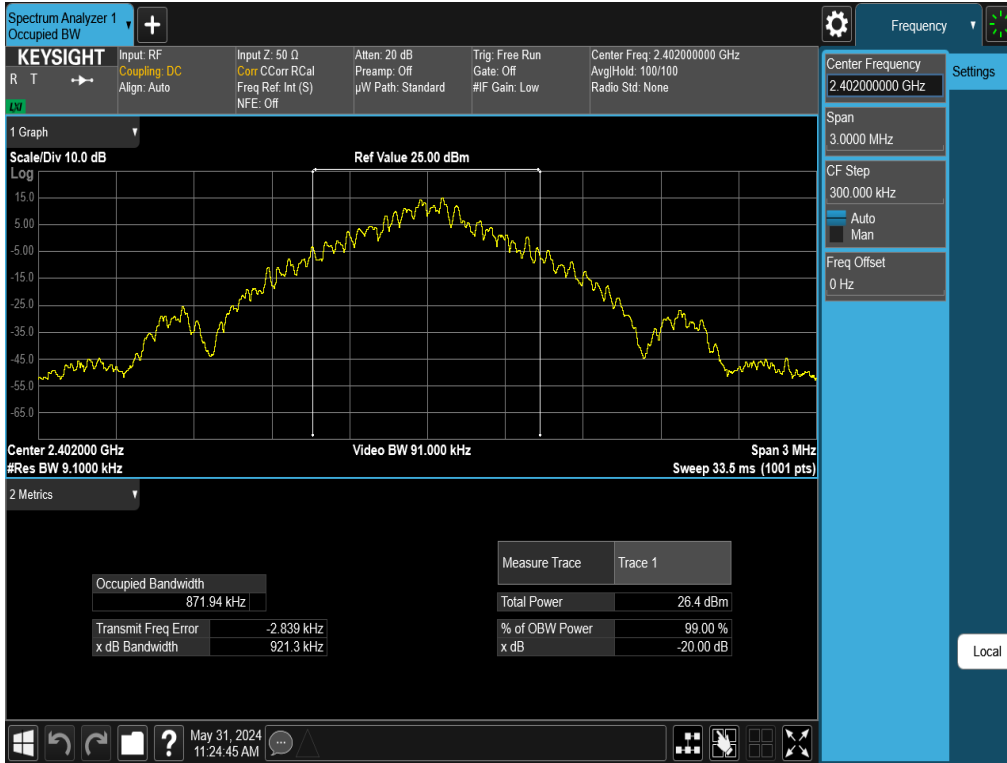 Spectrum Analyzer 1
Occupied BW
Frequency
KEYSIGHT
R T
LXI
Input: RF
Coupling: DC
Align: Auto
Input Z: 50 Ω
Corr CCorr RCal
Freq Ref: Int (S)
NFE: Off
Atten: 20 dB
Preamp: Off
µW Path: Standard
Trig: Free Run
Gate: Off
#IF Gain: Low
Center Freq: 2.402000000 GHz
Avg|Hold: 100/100
Radio Std: None
Center Frequency
2.402000000 GHz
Settings
Span
3.0000 MHz
CF Step
300.000 kHz
Auto
Man
Freq Offset
0 Hz
Local
1 Graph
Scale/Div 10.0 dB
Ref Value 25.00 dBm
Log
15.0
5.00
-5.00
-15.0
-25.0
-35.0
-45.0
-55.0
-65.0
Center 2.402000 GHz
Video BW 91.000 kHz
Span 3 MHz
#Res BW 9.1000 kHz
Sweep 33.5 ms (1001 pts)
2 Metrics
Measure Trace
Trace 1
Occupied Bandwidth
871.94 kHz
Total Power
26.4 dBm
Transmit Freq Error
-2.839 kHz
% of OBW Power
99.00 %
x dB Bandwidth
921.3 kHz
x dB
-20.00 dB
?
May 31, 2024
11:24:45 AM